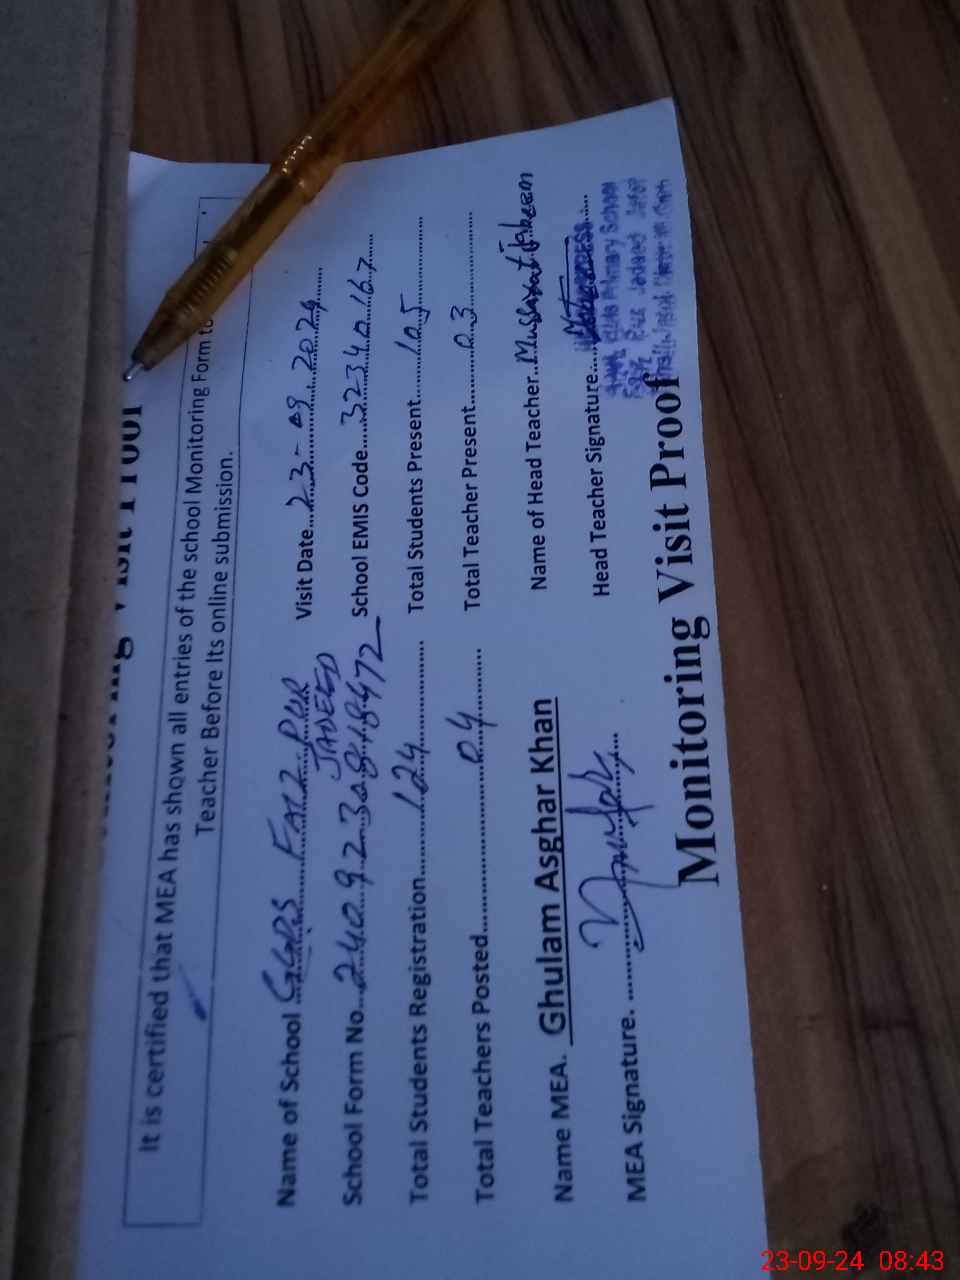 It is certified that MEA has shown all entries of the school Monitoring Form to
Teacher Before Its online submission.
Name of School GGPS FAIZ PUR JADEED Visit Date 23-09-2024
School Form No. 2409230818472 School EMIS Code 32340167
Total Students Registration 124 Total Students Present 105
Total Teachers Posted 04 Total Teacher Present 03
Name MEA. Ghulam Asghar Khan Name of Head Teacher Mussarat
MEA Signature. Head Teacher Signature
Primary School
Monitoring Visit Proof
23-09-24 08:43